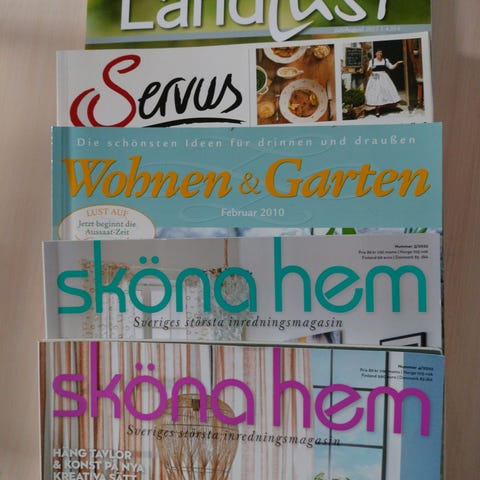 LandLust
Servus
Die schönsten Ideen für drinnen und draußen
Wohnen & Garten
Februar 2010
LUST AUF
Jetzt beginnt die
Aussaat-Zeit
sköna hem
Sveriges största inredningsmagasin
sköna hem
Sveriges största inredningsmagasin
HÄNG TAVLOR
& KONST PÅ NYA
KREATIVA SÄTT